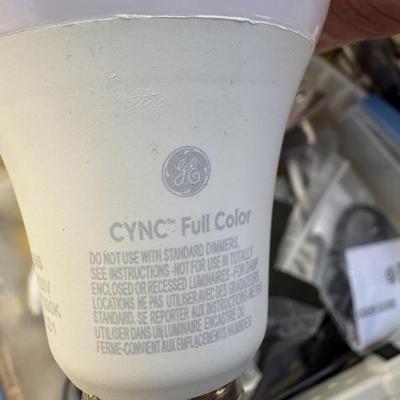 GE
CYNC™ Full Color
DO NOT USE WITH STANDARD DIMMERS.
SEE INSTRUCTIONS-NOT FOR USE IN TOTALLY
ENCLOSED OR RECESSED LUMINAIRES-FOR DAMP
LOCATIONS NE PAS UTILISER AVEC DES GRADATEURS
STANDARD. SE REPORTER AUX INSTRUCTIONS NE PAS
UTILISER DANS UN LUMINAIRE ENCASTRÉ OU
FERMÉ-CONVIENT AUX EMPLACEMENTS HUMIDES